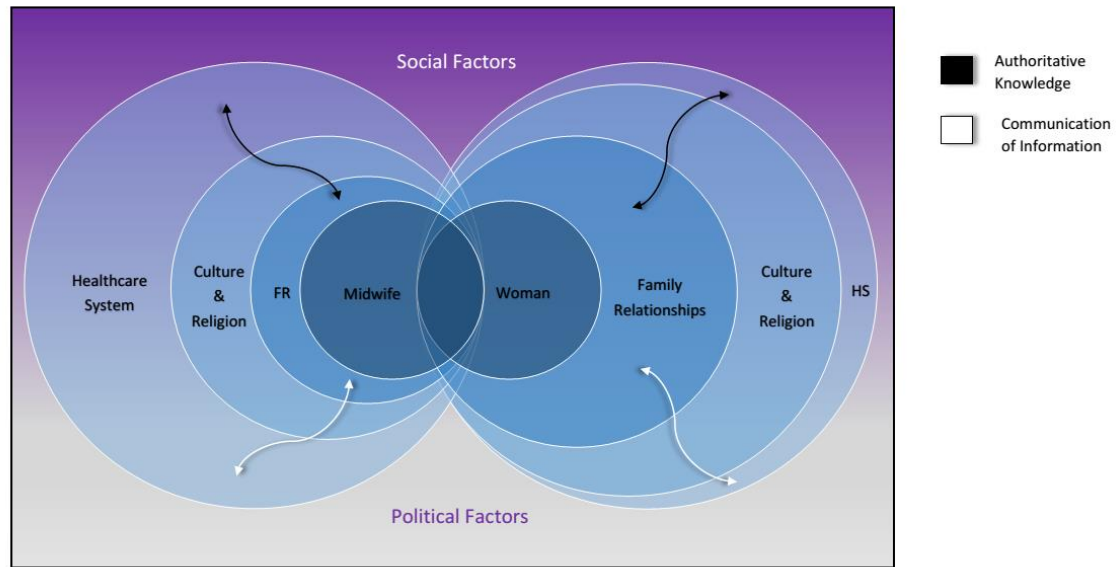 Social Factors
Healthcare
System
Culture
&
Religion
FR
Midwife
Woman
Family
Relationships
Culture
&
Religion
HS
Political Factors
Authoritative
Knowledge
Communication
of Information